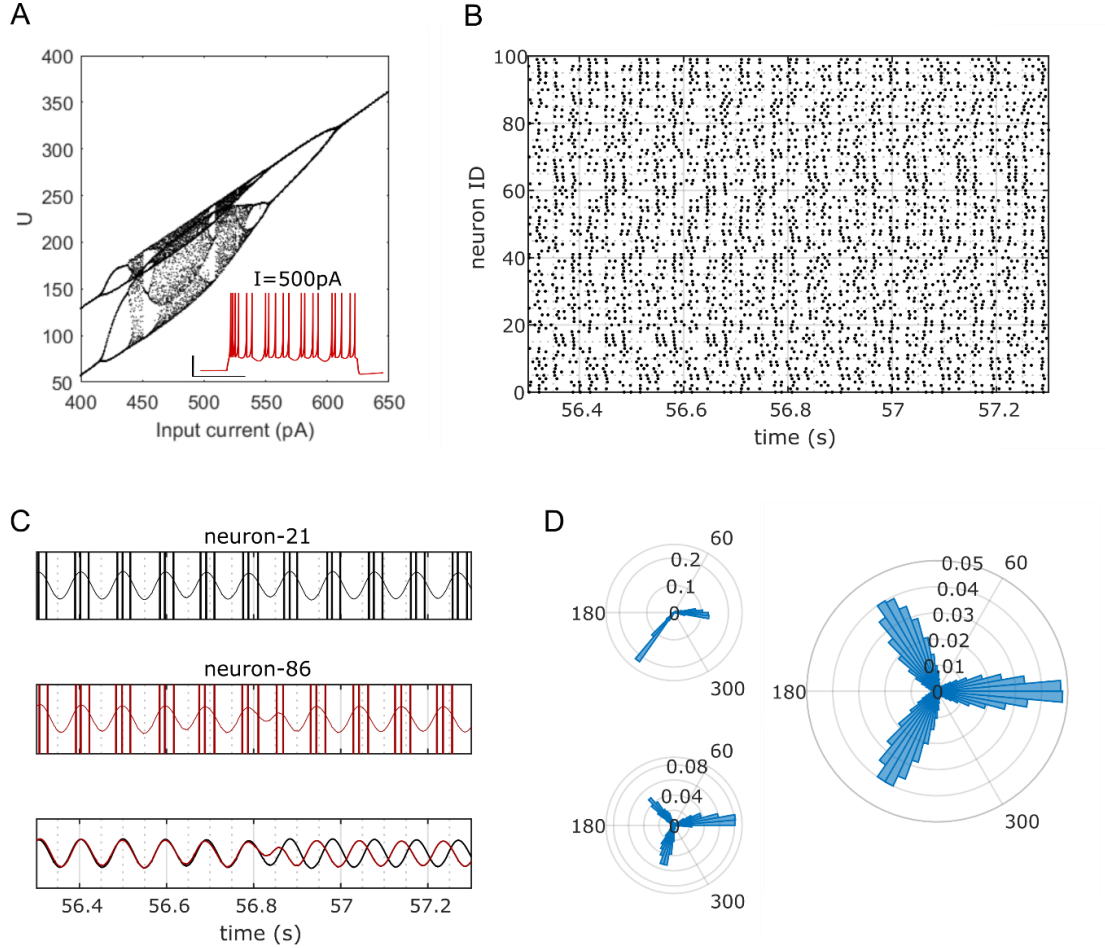 A
400
350
300
250
200
150
100
50
U
I=500pA
400 450 500 550 600 650
Input current (pA)
B
100
80
60
40
20
0
neuron ID
56.4 56.6 56.8 57 57.2
time (s)
C
neuron-21
neuron-86
56.4 56.6 56.8 57 57.2
time (s)
D
60
0.2
0.1
0
180
300
60
0.08
0.04
0
180
300
60
0.05
0.04
0.03
0.02
0.01
0
180
300